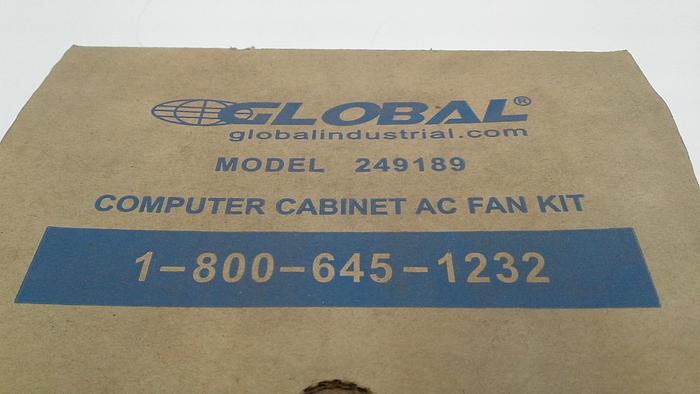 GLOBAL®
globalindustrial.com
MODEL 249189
COMPUTER CABINET AC FAN KIT
1-800-645-1232